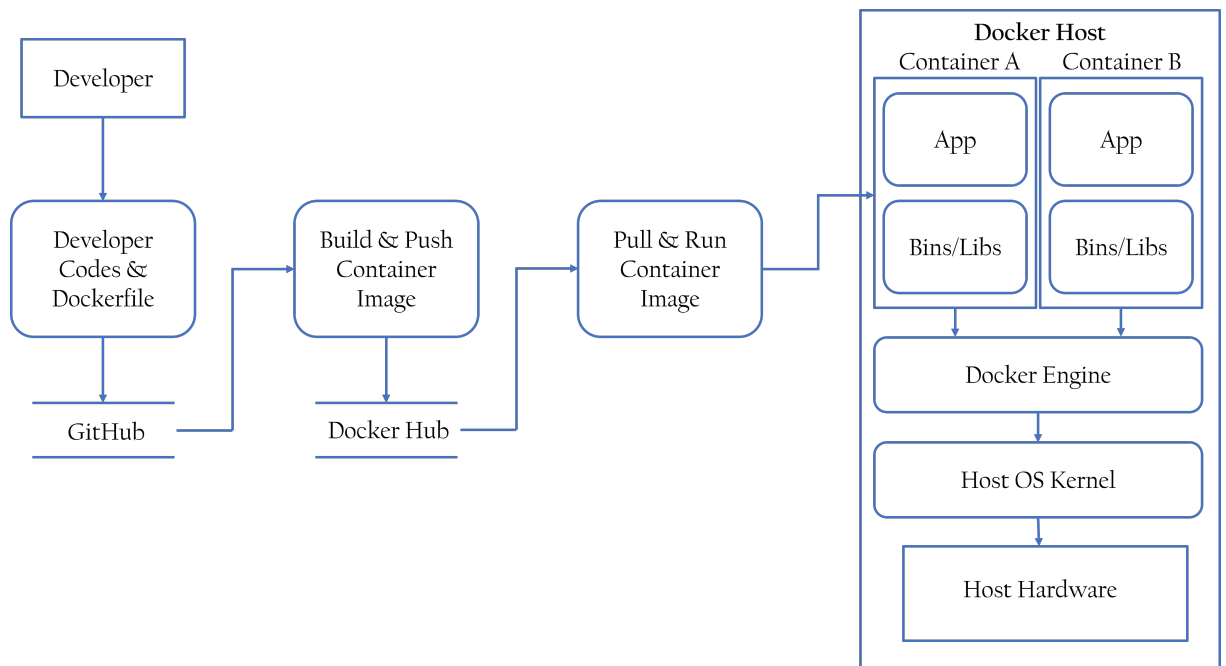 Developer
Developer
Codes &
Dockerfile
GitHub
Build & Push
Container
Image
Docker Hub
Pull & Run
Container
Image
Docker Host
Container A
Container B
App
App
Bins/Libs
Bins/Libs
Docker Engine
Host OS Kernel
Host Hardware